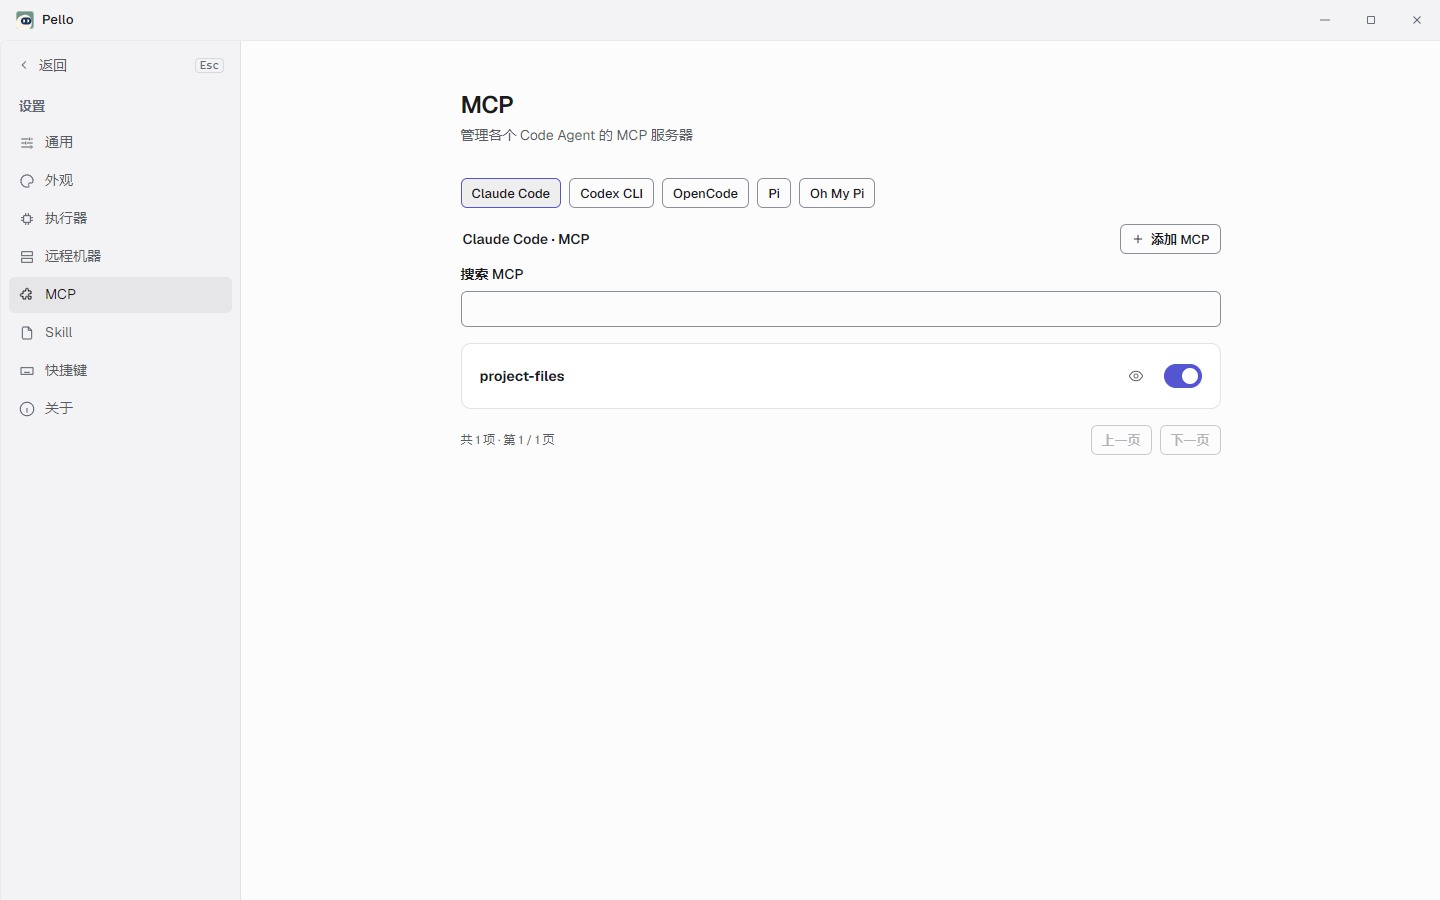 Pello
返回 Esc
设置
通用
外观
执行器
远程机器
MCP
Skill
快捷键
关于
MCP
管理各个 Code Agent 的 MCP 服务器
Claude Code Codex CLI OpenCode Pi Oh My Pi
Claude Code · MCP + 添加 MCP
搜索 MCP
project-files
共 1 项 · 第 1 / 1 页 上一页 下一页